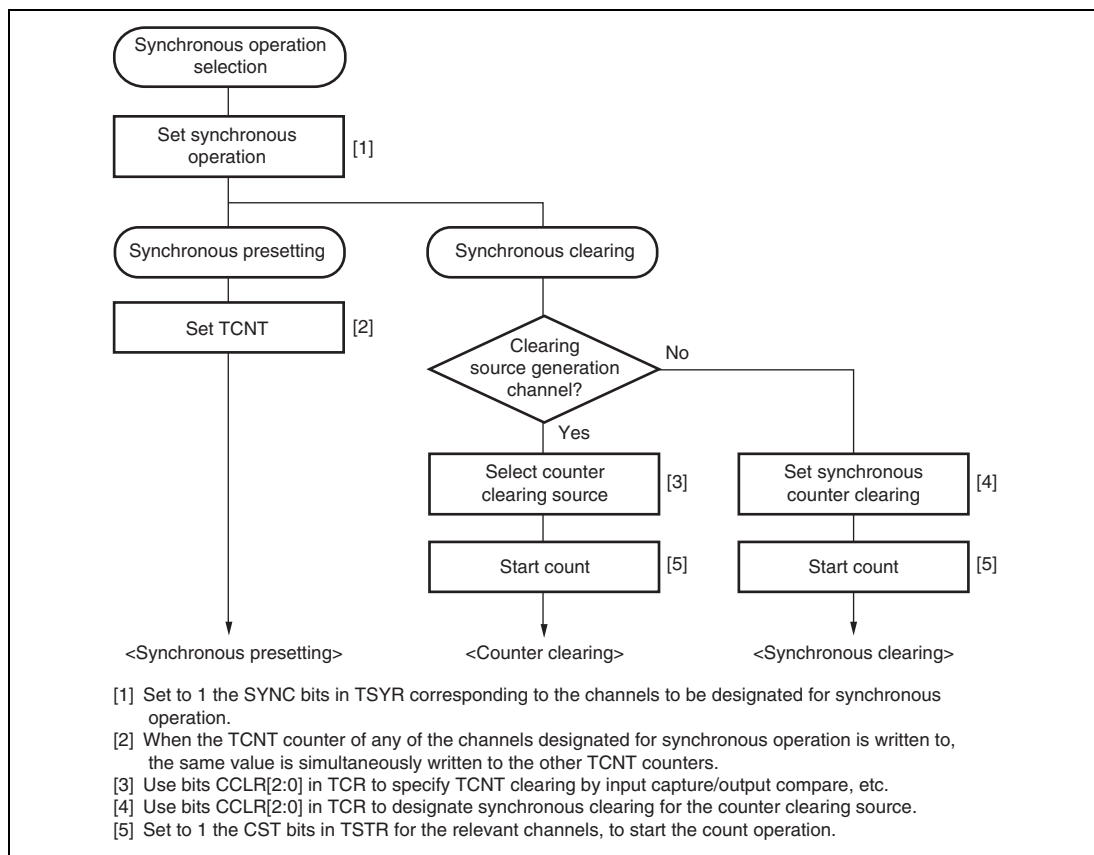 Synchronous operation
selection
Set synchronous
operation
[1]
Synchronous presetting
Synchronous clearing
Set TCNT
[2]
Clearing
source generation
channel?
No
Yes
Select counter
clearing source
[3]
Set synchronous
counter clearing
[4]
Start count
[5]
Start count
[5]
<Synchronous presetting>
<Counter clearing>
<Synchronous clearing>
[1] Set to 1 the SYNC bits in TSYR corresponding to the channels to be designated for synchronous
operation.
[2] When the TCNT counter of any of the channels designated for synchronous operation is written to,
the same value is simultaneously written to the other TCNT counters.
[3] Use bits CCLR[2:0] in TCR to specify TCNT clearing by input capture/output compare, etc.
[4] Use bits CCLR[2:0] in TCR to designate synchronous clearing for the counter clearing source.
[5] Set to 1 the CST bits in TSTR for the relevant channels, to start the count operation.